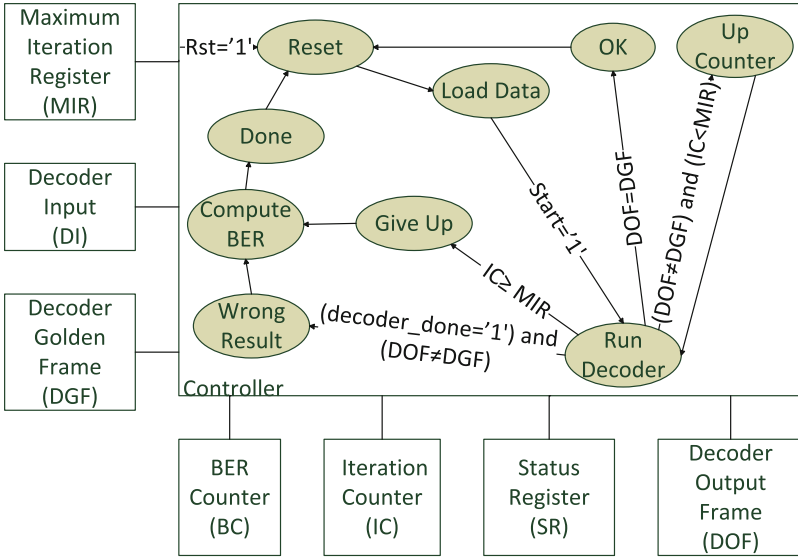 Maximum
Iteration
Register
(MIR)
Decoder
Input
(DI)
Decoder
Golden
Frame
(DGF)
Rst='1'
Reset
OK
Up
Counter
Load Data
Done
Compute
BER
Give Up
Wrong
Result
Run
Decoder
Start='1'
DOF=DGF
(DOF≠DGF) and (IC<MIR)
IC≥ MIR
(decoder_done='1') and
(DOF≠DGF)
Controller
BER
Counter
(BC)
Iteration
Counter
(IC)
Status
Register
(SR)
Decoder
Output
Frame
(DOF)